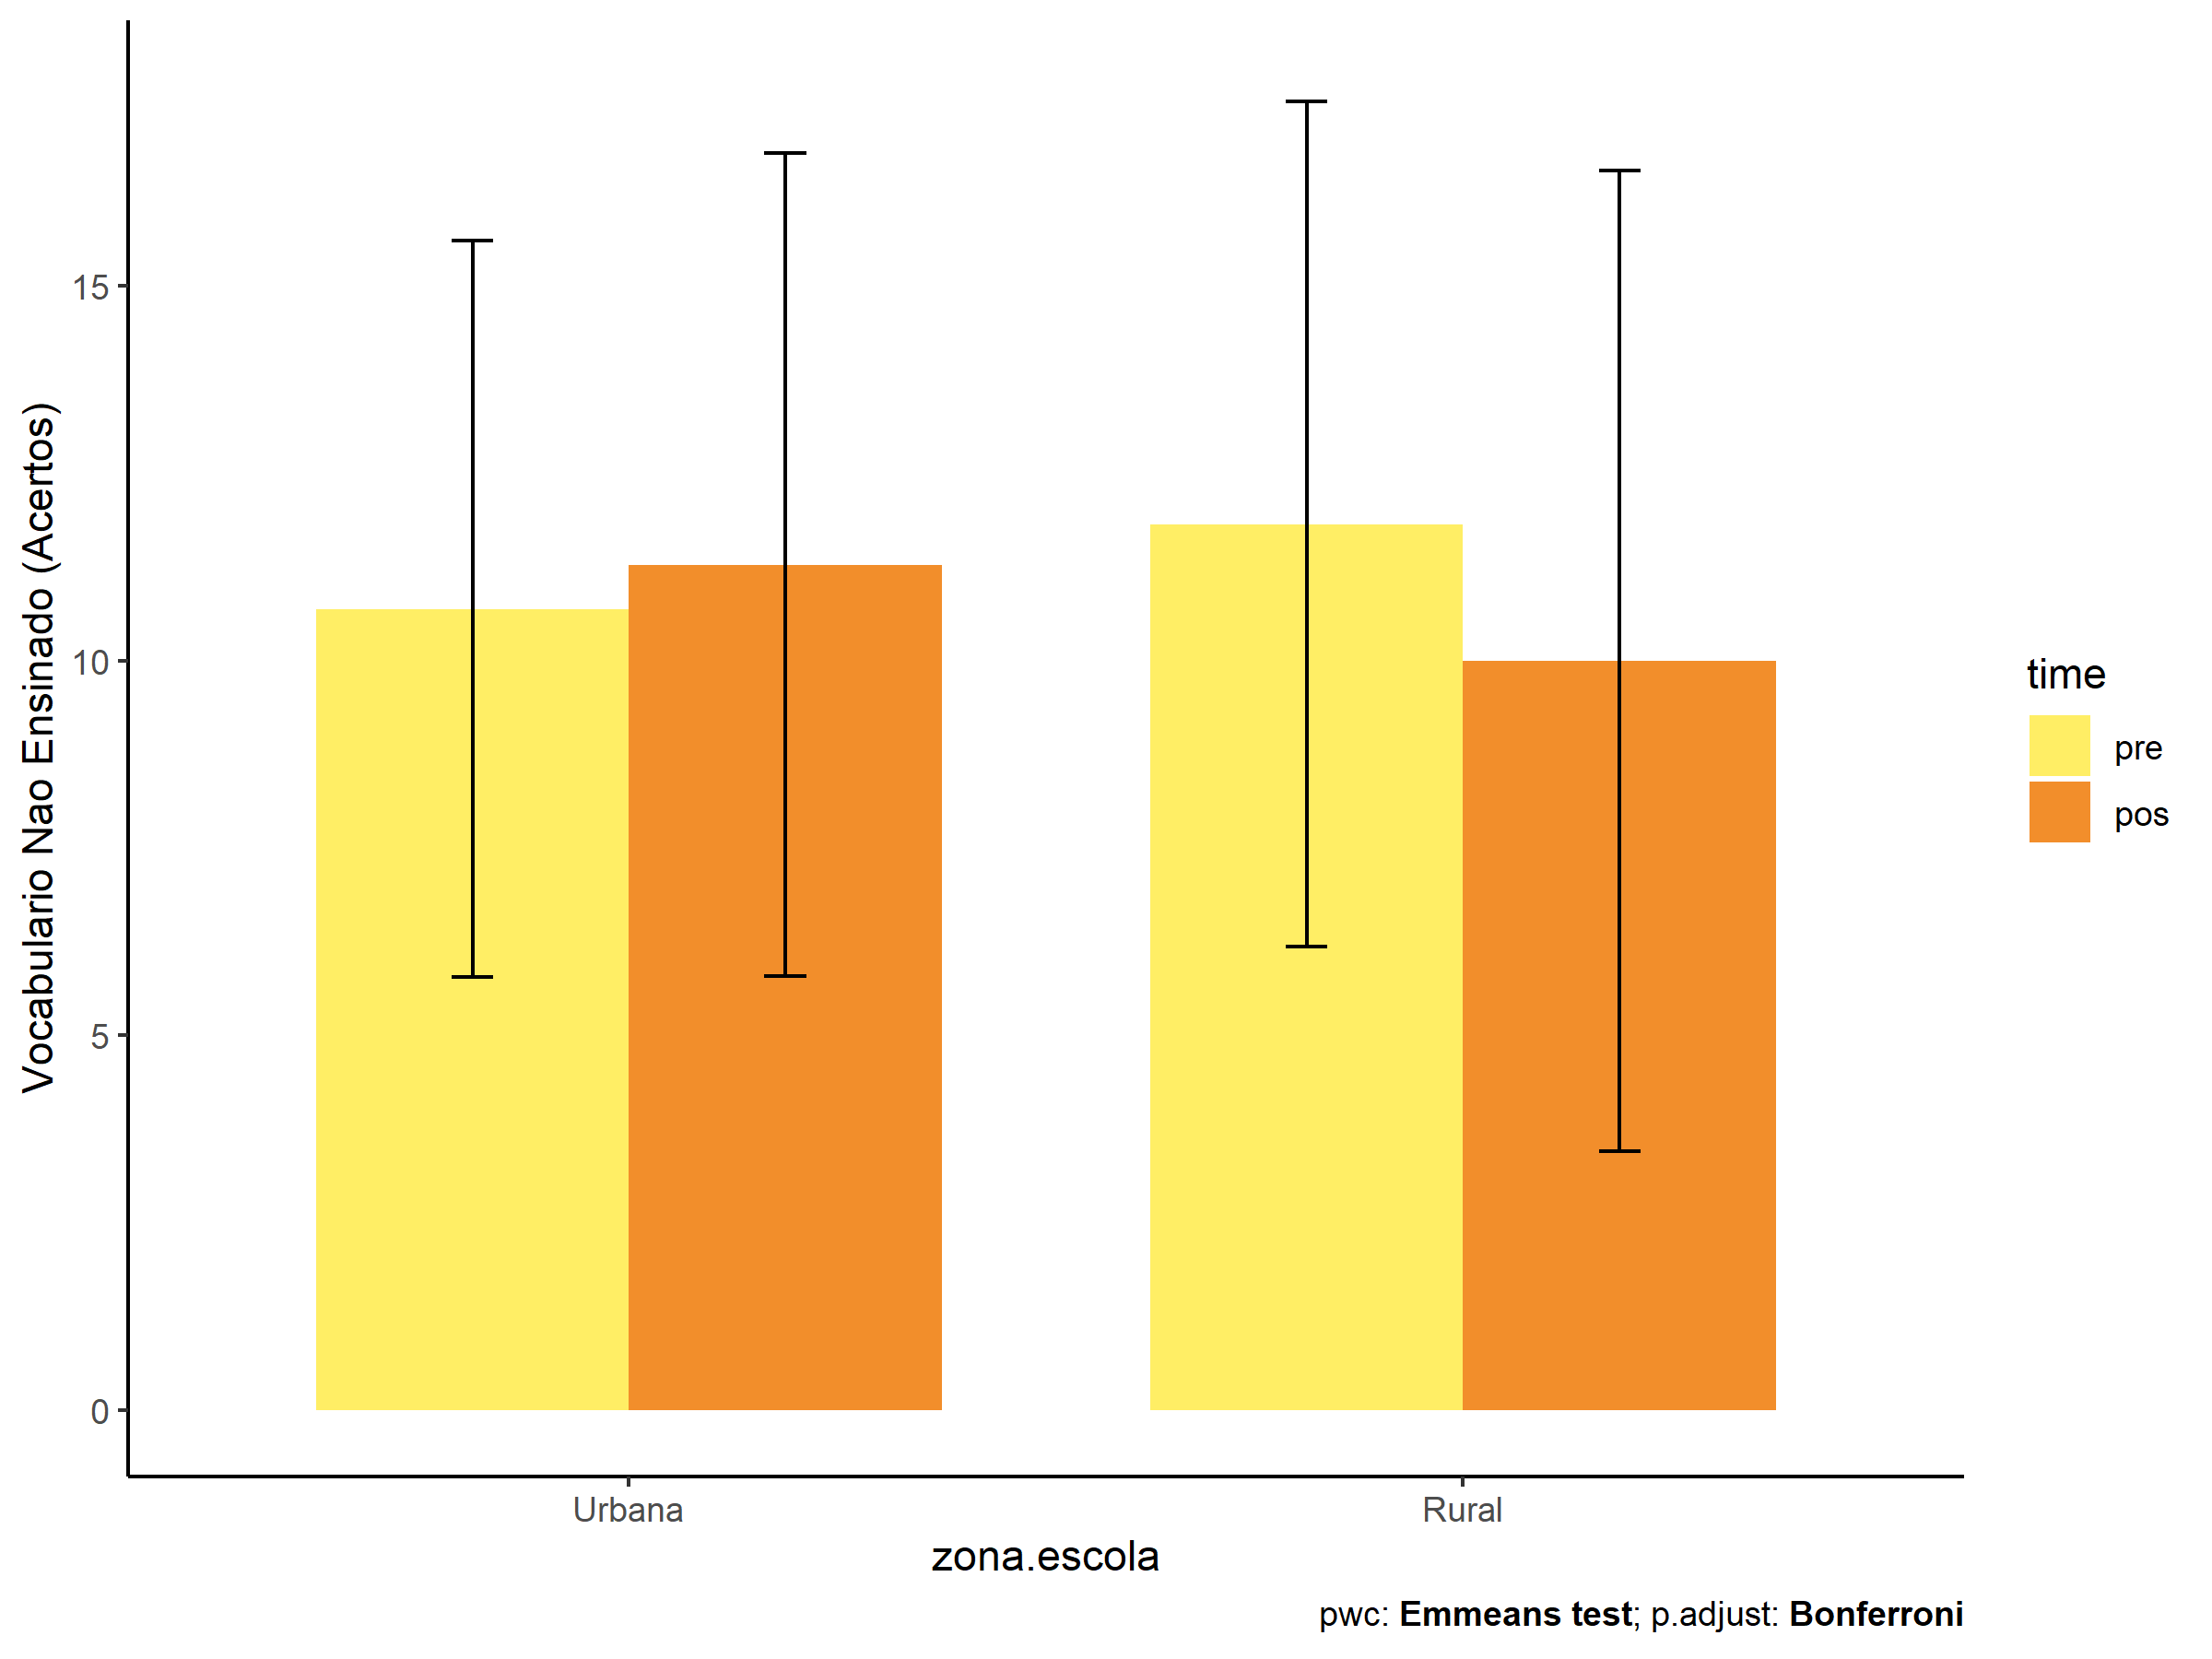 Vocabulario Nao Ensinado (Acertos)
15
10
5
0
Urbana
Rural
zona.escola
time
pre
pos
pwc: Emmeans test; p.adjust: Bonferroni